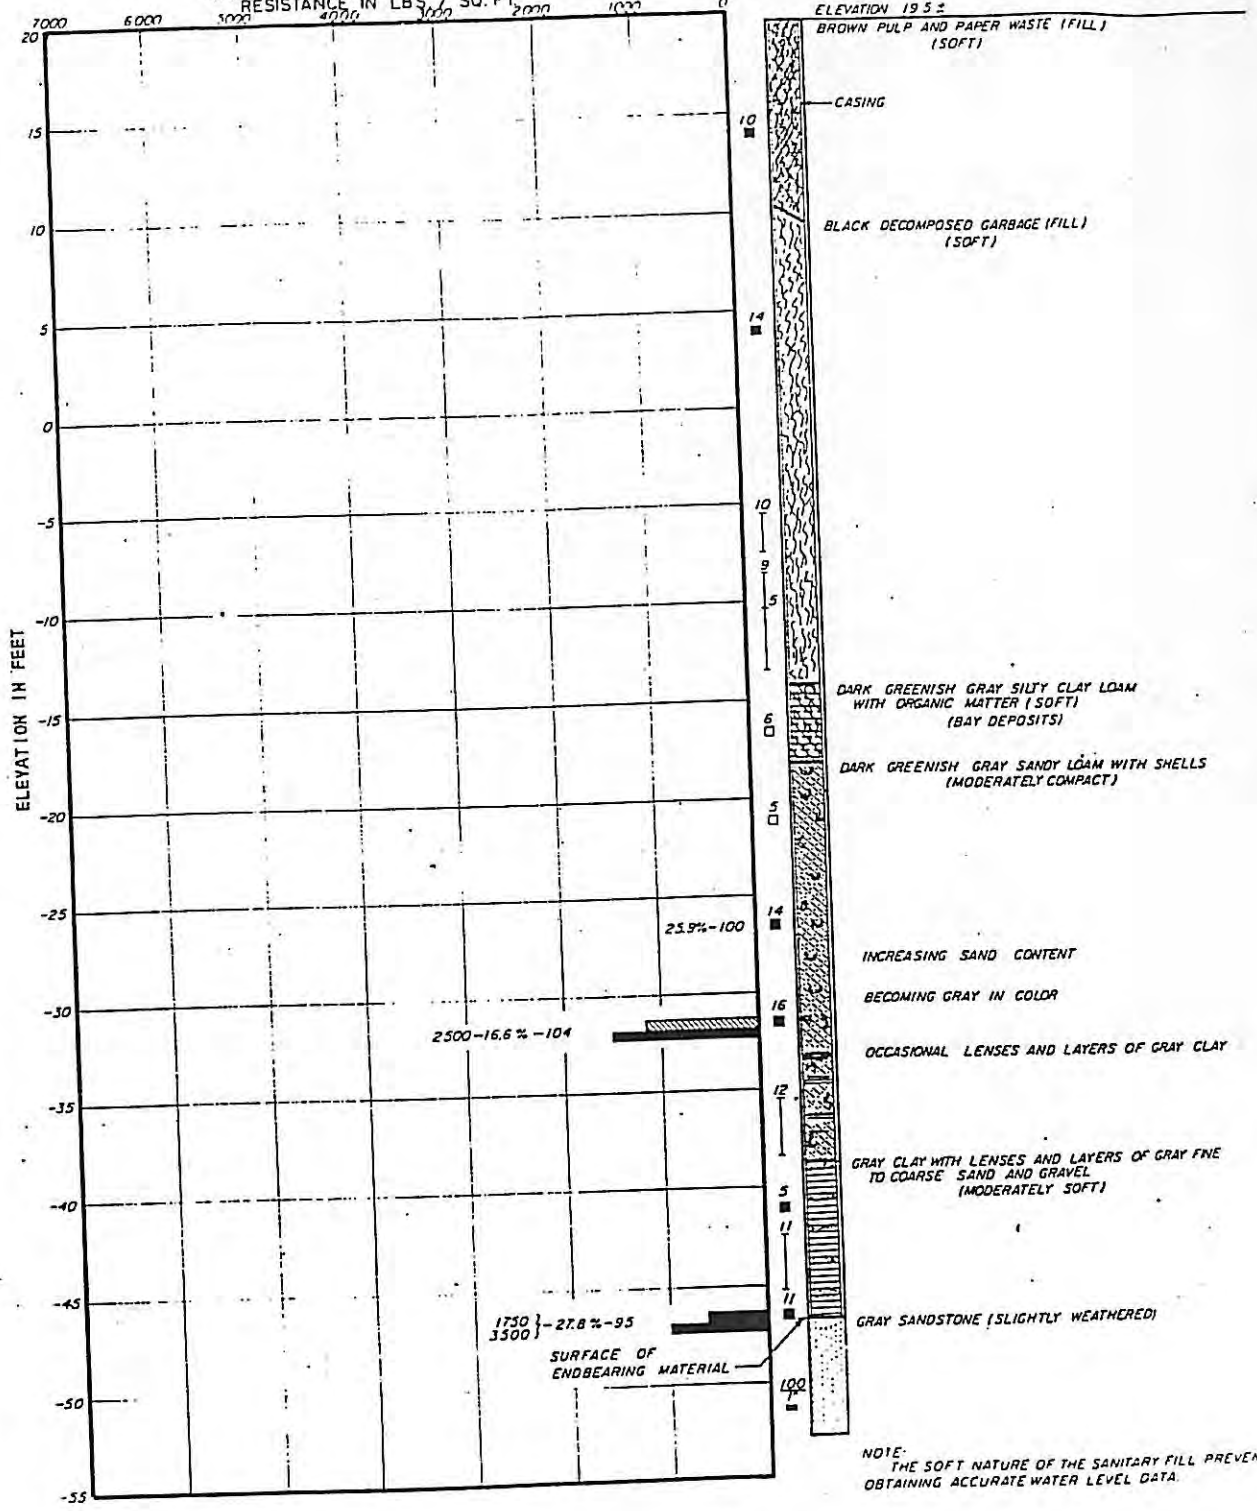 RESISTANCE IN LBS / SQ. FT.
7000 6000 5000 4000 3000 2000 1000 0
ELEVATION 19.5±
20
BROWN PULP AND PAPER WASTE (FILL)
(SOFT)
CASING
10
15
10
BLACK DECOMPOSED GARBAGE (FILL)
(SOFT)
14
5
0
10
-5
9
5
-10
ELEVATION IN FEET
DARK GREENISH GRAY SILTY CLAY LOAM
WITH ORGANIC MATTER (SOFT)
(BAY DEPOSITS)
6
-15
DARK GREENISH GRAY SANDY LOAM WITH SHELLS
(MODERATELY COMPACT)
5
-20
14
-25
25.9%-100
INCREASING SAND CONTENT
BECOMING GRAY IN COLOR
16
-30
2500-16.6%-104
OCCASIONAL LENSES AND LAYERS OF GRAY CLAY
12
-35
GRAY CLAY WITH LENSES AND LAYERS OF GRAY FINE
TO COARSE SAND AND GRAVEL
(MODERATELY SOFT)
5
-40
11
-45
11
1750
3500 }-27.8%-95
GRAY SANDSTONE (SLIGHTLY WEATHERED)
SURFACE OF
ENDBEARING MATERIAL
100
1"
-50
NOTE:
THE SOFT NATURE OF THE SANITARY FILL PREVEN
OBTAINING ACCURATE WATER LEVEL DATA.
-55